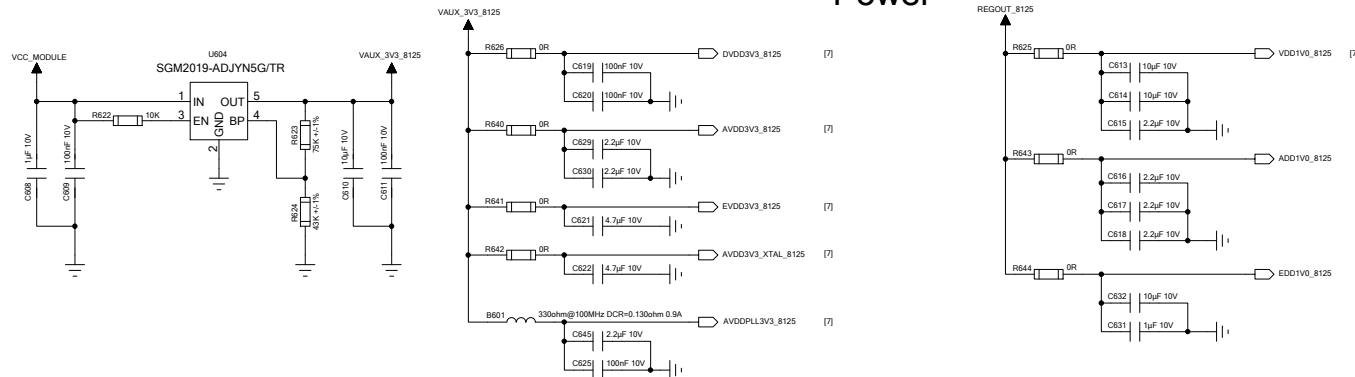 Power
VCC_MODULE
U604
SGM2019-ADJYN5G/TR
VAUX_3V3_8125
1 IN OUT 5
3 EN BP 4
GND
2
R622 10K
C608 1µF 10V
C609 100nF 10V
R623 75K +/-1%
R624 43K +/-1%
C610 10µF 10V
C611 100nF 10V
VAUX_3V3_8125
R626 0R DVDD3V3_8125 [7]
C619 100nF 10V
C620 100nF 10V
R640 0R AVDD3V3_8125 [7]
C629 2.2µF 10V
C630 2.2µF 10V
R641 0R EVDD3V3_8125 [7]
C621 4.7µF 10V
R642 0R AVDD3V3_XTAL_8125 [7]
C622 4.7µF 10V
B601 330ohm@100MHz DCR=0.130ohm 0.9A AVDDPLL3V3_8125 [7]
C645 2.2µF 10V
C625 100nF 10V
REGOUT_8125
R625 0R VDD1V0_8125 [7
C613 10µF 10V
C614 10µF 10V
C615 2.2µF 10V
R643 0R ADD1V0_8125
C616 2.2µF 10V
C617 2.2µF 10V
C618 2.2µF 10V
R644 0R EDD1V0_8125
C632 10µF 10V
C631 1µF 10V